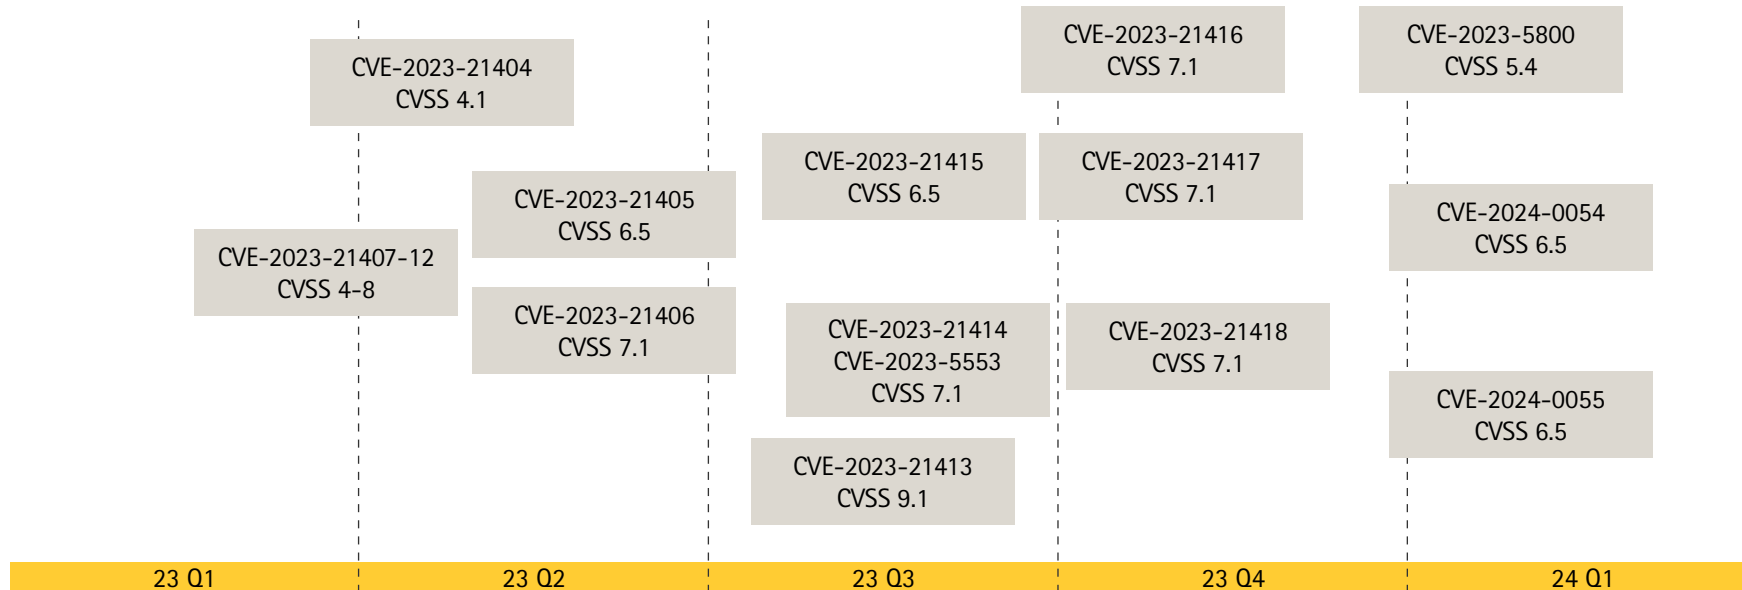 CVE-2023-21404
CVSS 4.1
CVE-2023-21407-12
CVSS 4-8
CVE-2023-21405
CVSS 6.5
CVE-2023-21406
CVSS 7.1
CVE-2023-21415
CVSS 6.5
CVE-2023-21414
CVE-2023-5553
CVSS 7.1
CVE-2023-21413
CVSS 9.1
CVE-2023-21416
CVSS 7.1
CVE-2023-21417
CVSS 7.1
CVE-2023-21418
CVSS 7.1
CVE-2023-5800
CVSS 5.4
CVE-2024-0054
CVSS 6.5
CVE-2024-0055
CVSS 6.5
23 Q1
23 Q2
23 Q3
23 Q4
24 Q1